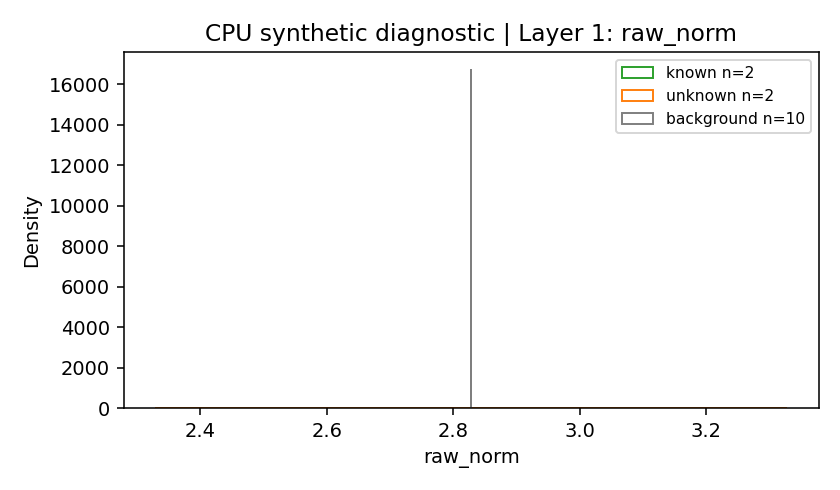 CPU synthetic diagnostic | Layer 1: raw_norm
known n=2
unknown n=2
background n=10
Density
16000
14000
12000
10000
8000
6000
4000
2000
0
2.4 2.6 2.8 3.0 3.2
raw_norm